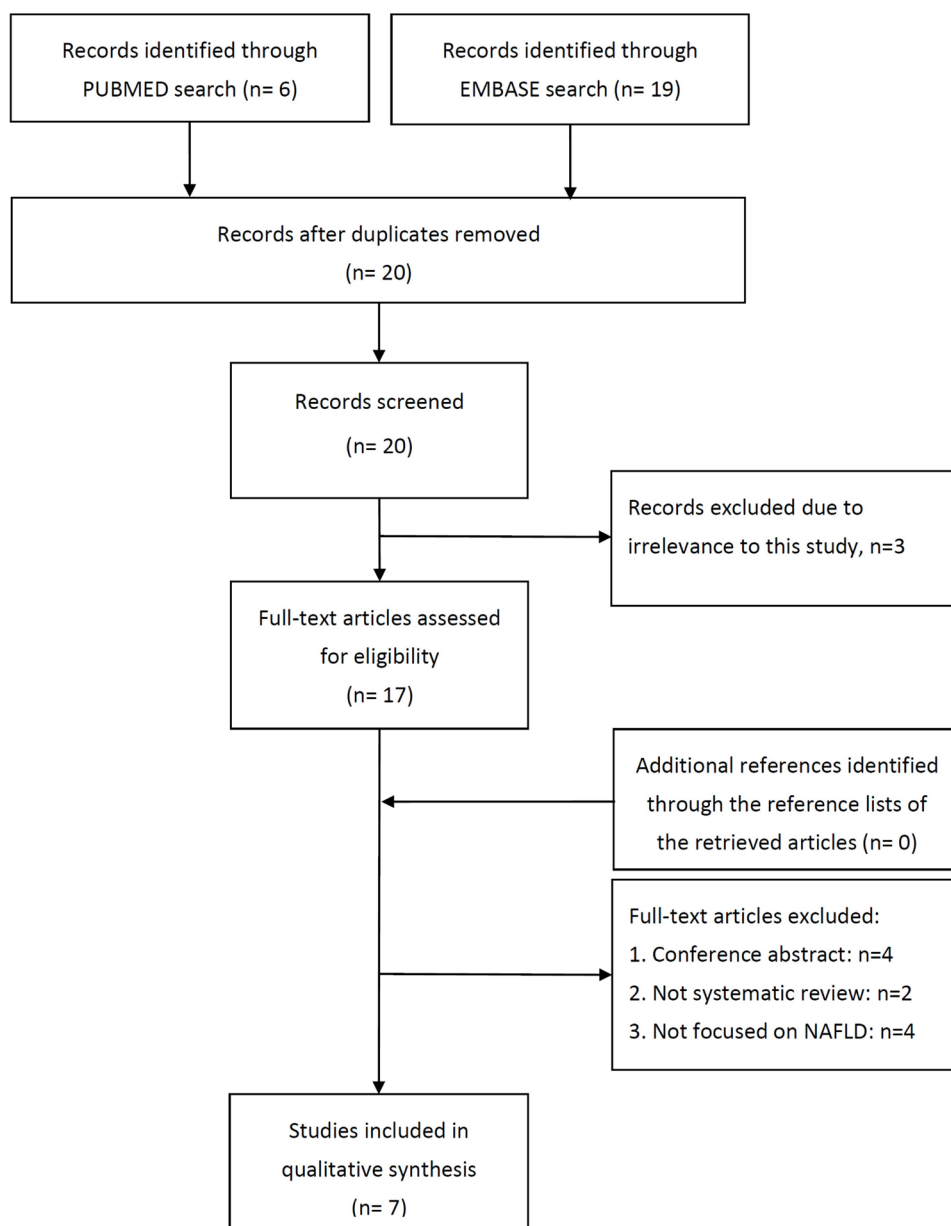 Records identified through
PUBMED search (n= 6)
Records identified through
EMBASE search (n= 19)
Records after duplicates removed
(n= 20)
Records screened
(n= 20)
Records excluded due to
irrelevance to this study, n=3
Full-text articles assessed
for eligibility
(n= 17)
Additional references identified
through the reference lists of
the retrieved articles (n= 0)
Full-text articles excluded:
1. Conference abstract: n=4
2. Not systematic review: n=2
3. Not focused on NAFLD: n=4
Studies included in
qualitative synthesis
(n= 7)